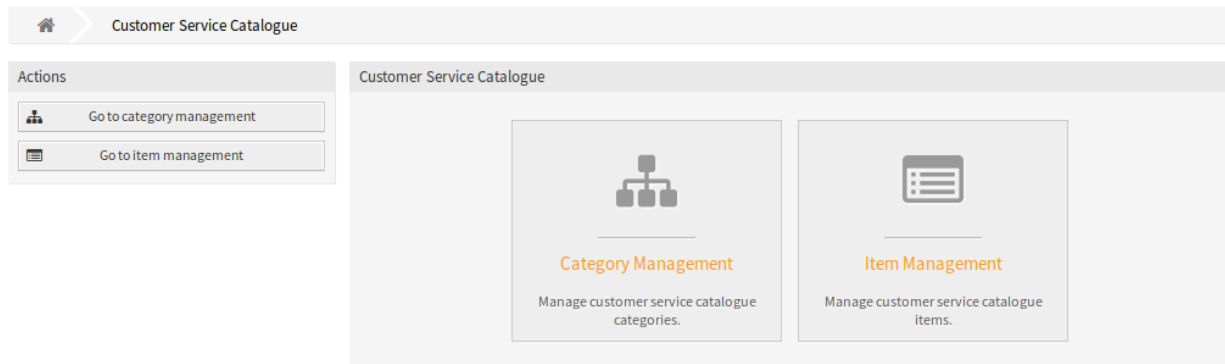 Customer Service Catalogue
Actions
Go to category management
Go to item management
Customer Service Catalogue
Category Management
Manage customer service catalogue
categories.
Item Management
Manage customer service catalogue
items.